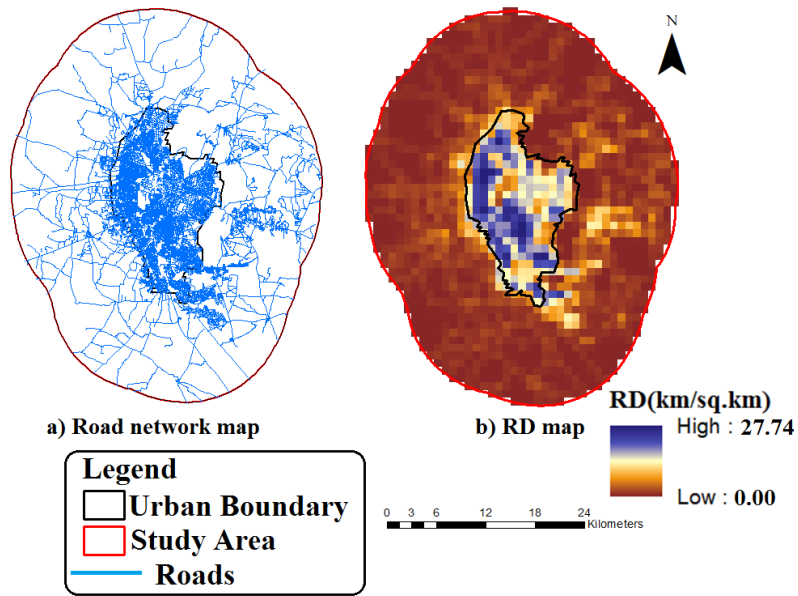 N
a) Road network map
b) RD map
RD(km/sq.km)
High : 27.74
Low : 0.00
Legend
Urban Boundary
Study Area
Roads
0 3 6 12 18 24
Kilometers